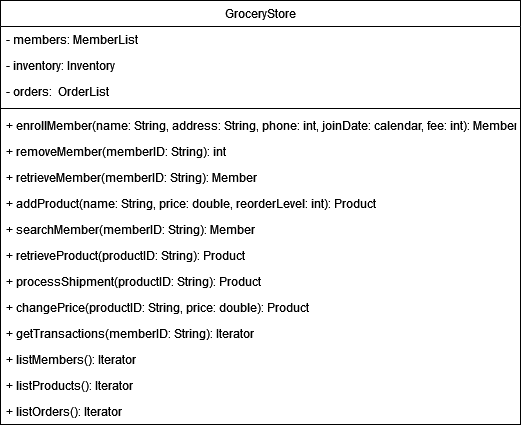 GroceryStore
- members: MemberList
- inventory: Inventory
- orders:  OrderList
+ enrollMember(name: String, address: String, phone: int, joinDate: calendar, fee: int): Member
+ removeMember(memberID: String): int
+ retrieveMember(memberID: String): Member
+ addProduct(name: String, price: double, reorderLevel: int): Product
+ searchMember(memberID: String): Member
+ retrieveProduct(productID: String): Product
+ processShipment(productID: String): Product
+ changePrice(productID: String, price: double): Product
+ getTransactions(memberID: String): Iterator
+ listMembers(): Iterator
+ listProducts(): Iterator
+ listOrders(): Iterator